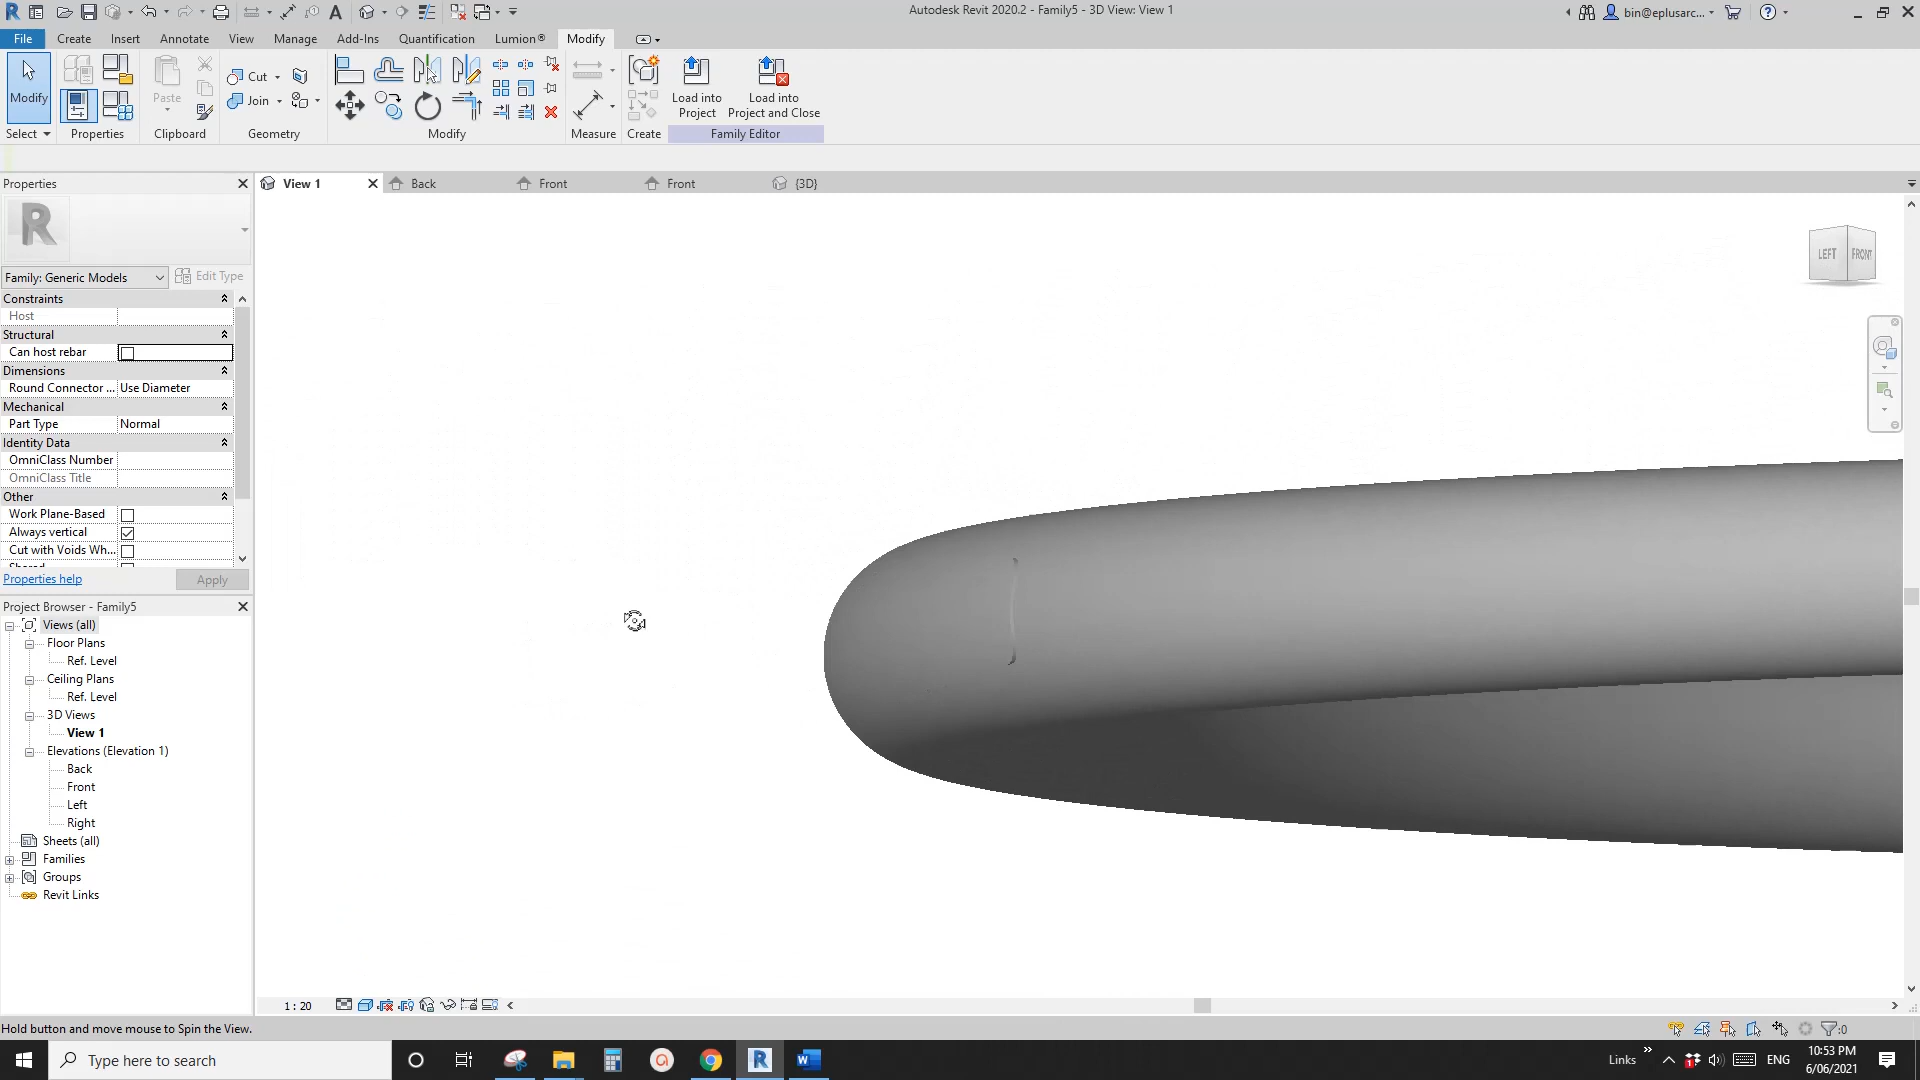 Autodesk Revit 2020.2 - Family5 - 3D View: View 1
bin@eplusarc...
File Create Insert Annotate View Manage Add-Ins Quantification Lumion® Modify
Modify
Paste
Cut
Join
Load into
Project
Load into
Project and Close
Select Properties Clipboard Geometry Modify Measure Create Family Editor
Properties
View 1 Back Front Front {3D}
Family: Generic Models Edit Type
Constraints
Host
Structural
Can host rebar
Dimensions
Round Connector ... Use Diameter
Mechanical
Part Type Normal
Identity Data
OmniClass Number
OmniClass Title
Other
Work Plane-Based
Always vertical
Cut with Voids Wh...
Shared
Properties help Apply
LEFT FRONT
Project Browser - Family5
Views (all)
Floor Plans
Ref. Level
Ceiling Plans
Ref. Level
3D Views
View 1
Elevations (Elevation 1)
Back
Front
Left
Right
Sheets (all)
Families
Groups
Revit Links
1 : 20
Hold button and move mouse to Spin the View.
:0
Type here to search
Links
ENG
10:53 PM
6/06/2021